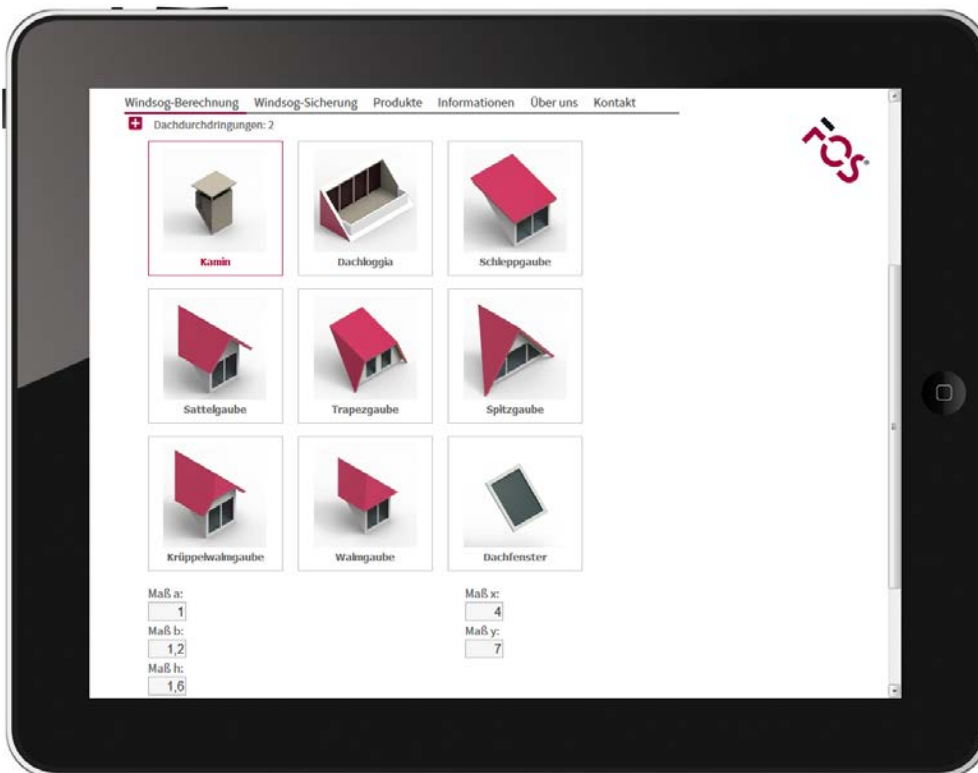 Windsog-Berechnung Windsog-Sicherung Produkte Informationen Über uns Kontakt
Dachdurchdringungen: 2
FOS®
Kamin Dachloggia Schleppgaube
Sattelgaube Trapezgaube Spitzgaube
Krüppelwalmgaube Walmgaube Dachfenster
Maß a: Maß x:
1 4
Maß b: Maß y:
1,2 7
Maß h:
1,6